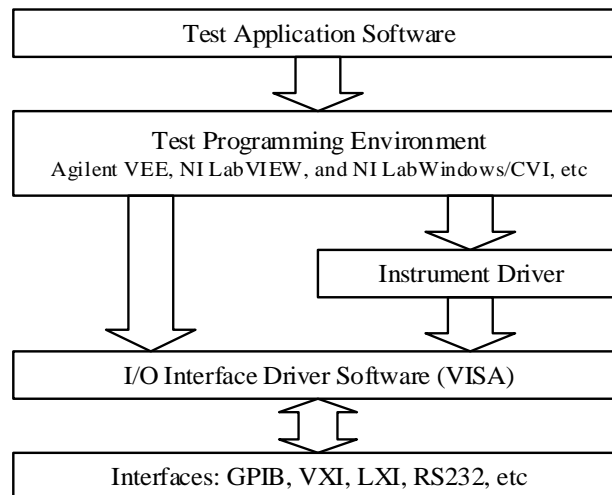 Test Application Software
Test Programming Environment
Agilent VEE, NI LabVIEW, and NI LabWindows/CVI, etc
Instrument Driver
I/O Interface Driver Software (VISA)
Interfaces: GPIB, VXI, LXI, RS232, etc